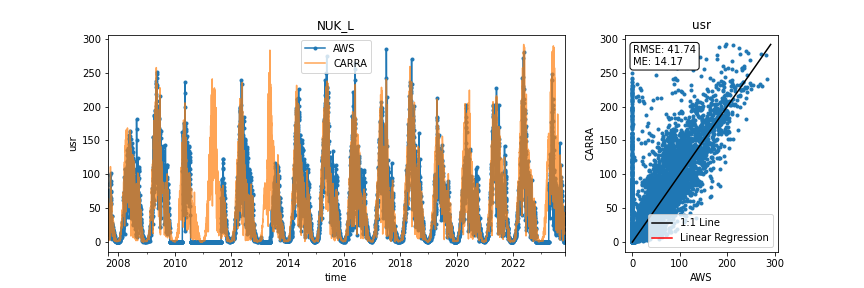 NUK_L
usr
300
250
200
150
100
50
0
2008
2010
2012
2014
2016
2018
2020
2022
usr
time
AWS
CARRA
RMSE: 41.74
ME: 14.17
300
250
200
150
100
50
0
0
100
200
300
CARRA
AWS
1:1 Line
Linear Regression